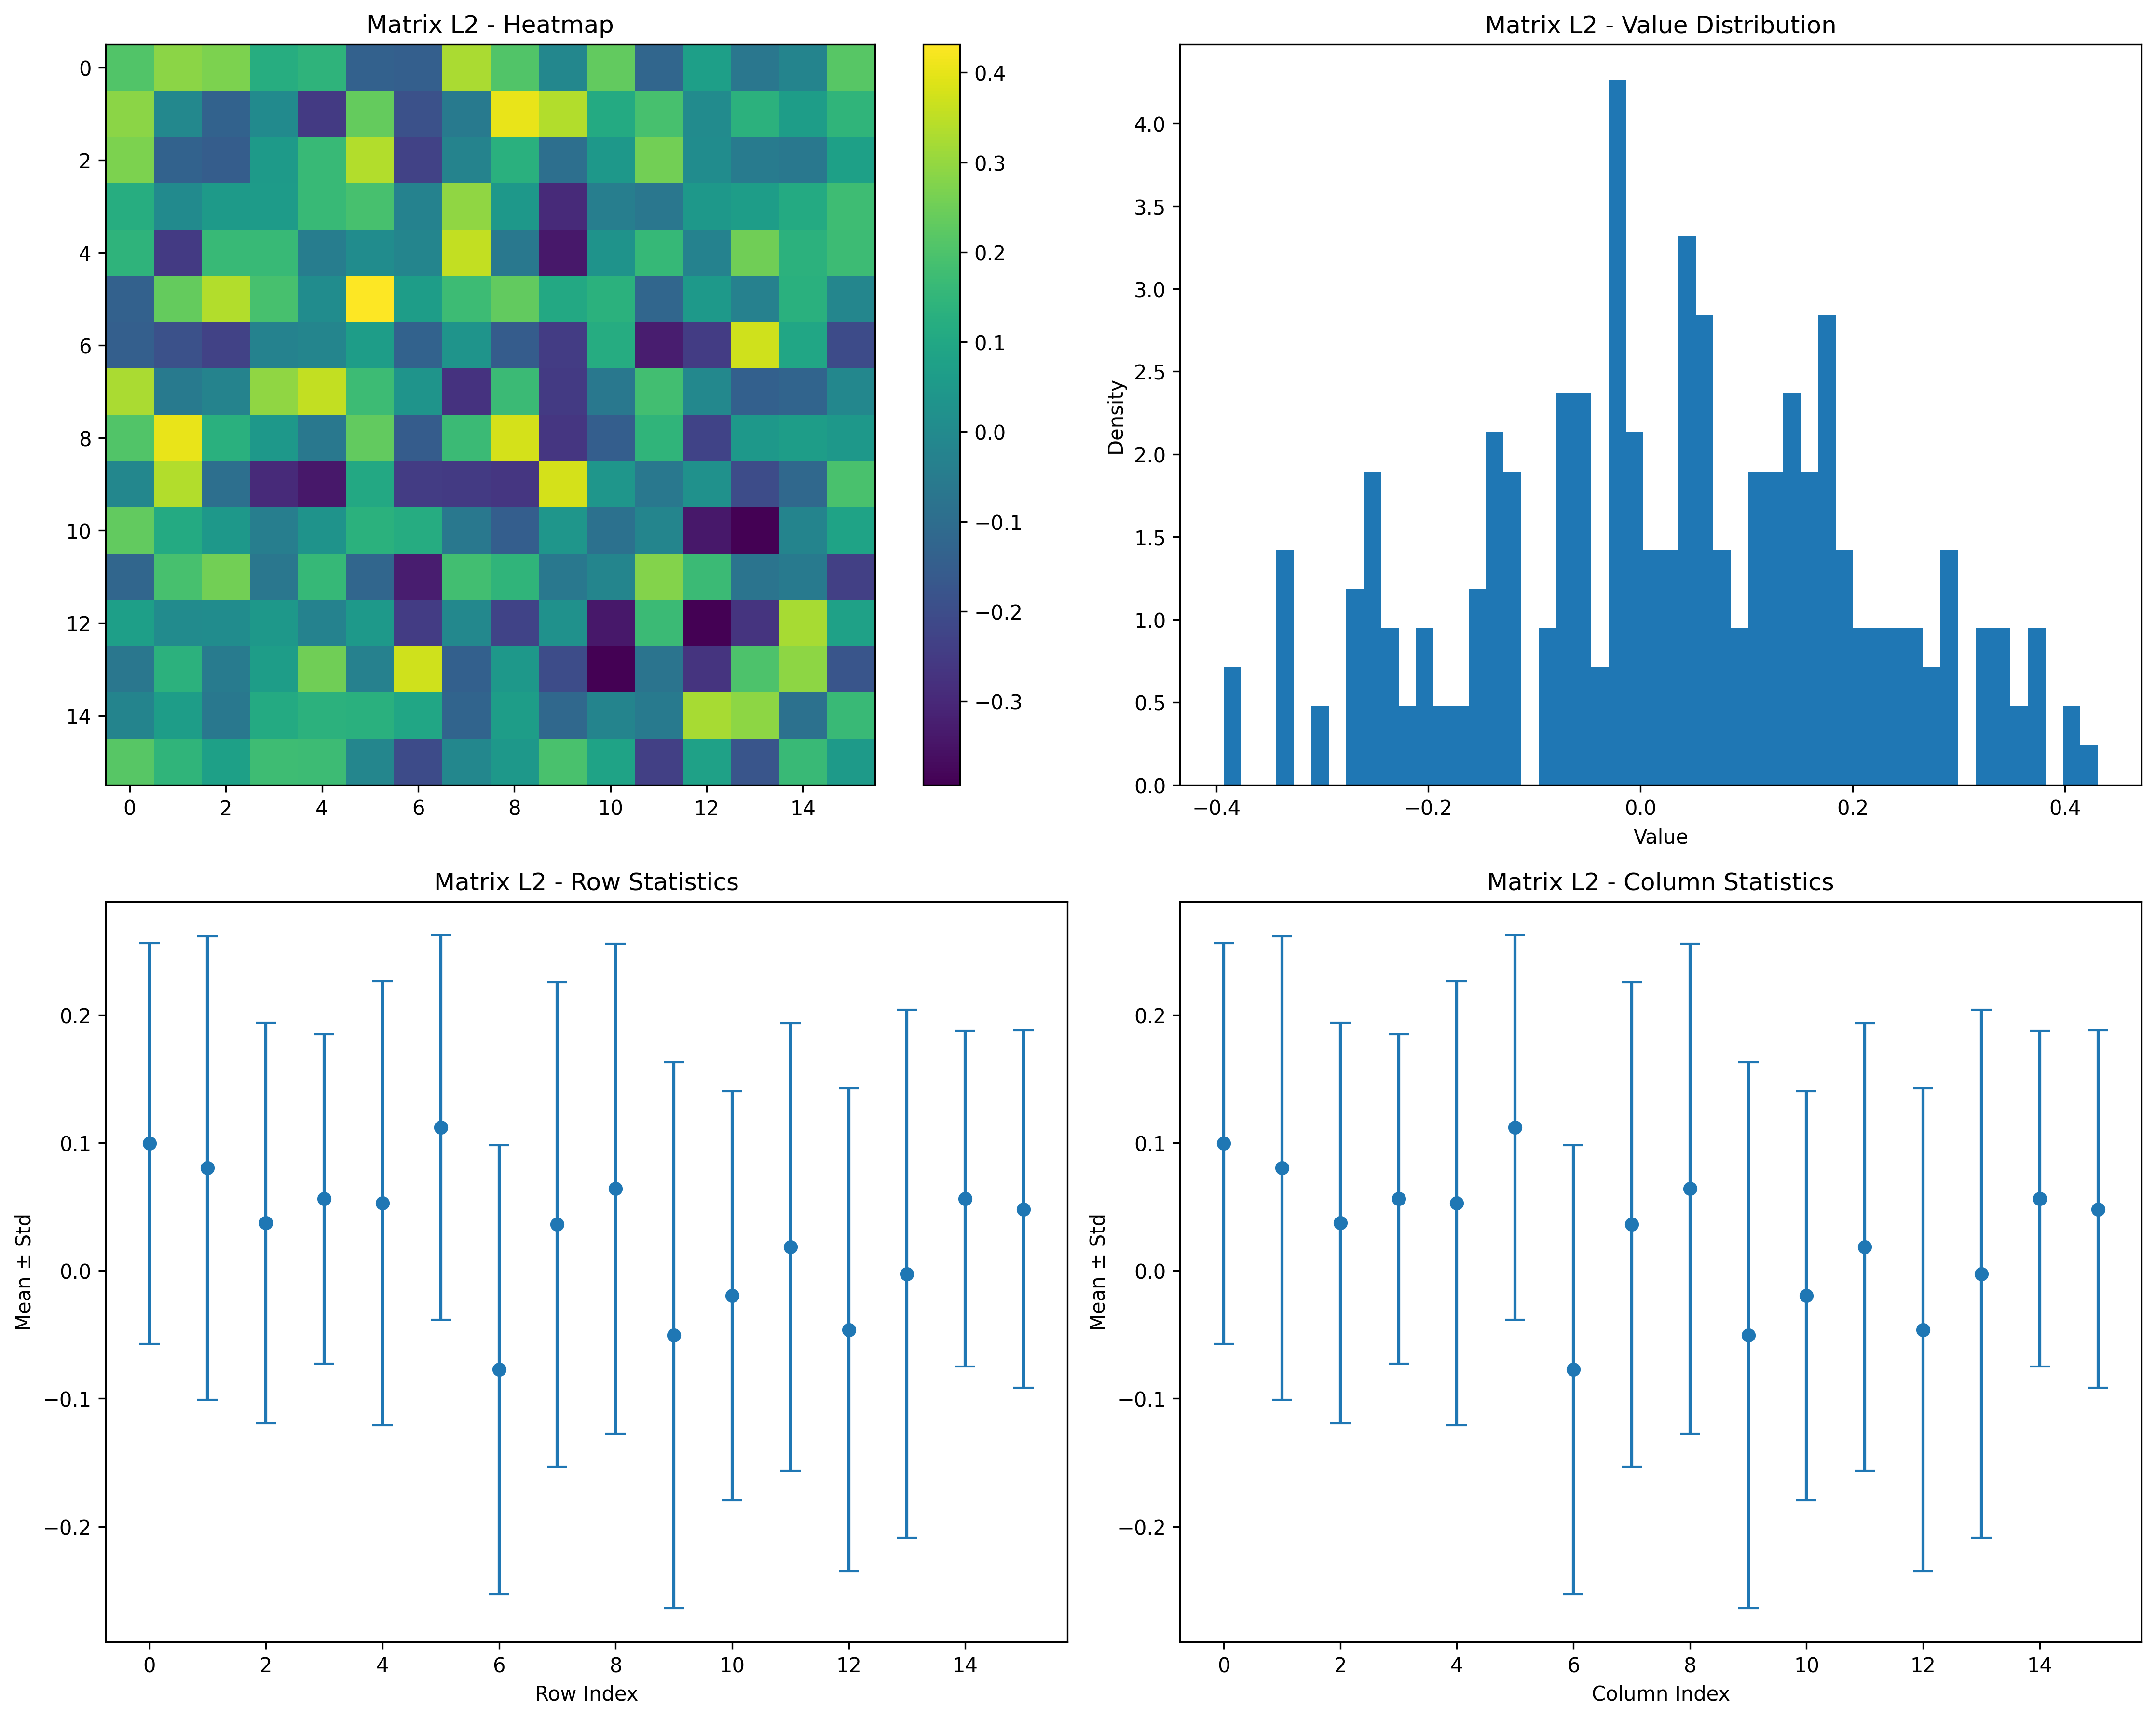 Matrix L2 - Heatmap
0
2
4
6
8
10
12
14
0 2 4 6 8 10 12 14
0.4
0.3
0.2
0.1
0.0
−0.1
−0.2
−0.3
Matrix L2 - Value Distribution
Density
4.0
3.5
3.0
2.5
2.0
1.5
1.0
0.5
0.0
−0.4 −0.2 0.0 0.2 0.4
Value
Matrix L2 - Row Statistics
Mean ± Std
0.2
0.1
0.0
−0.1
−0.2
0 2 4 6 8 10 12 14
Row Index
Matrix L2 - Column Statistics
Mean ± Std
0.2
0.1
0.0
−0.1
−0.2
0 2 4 6 8 10 12 14
Column Index